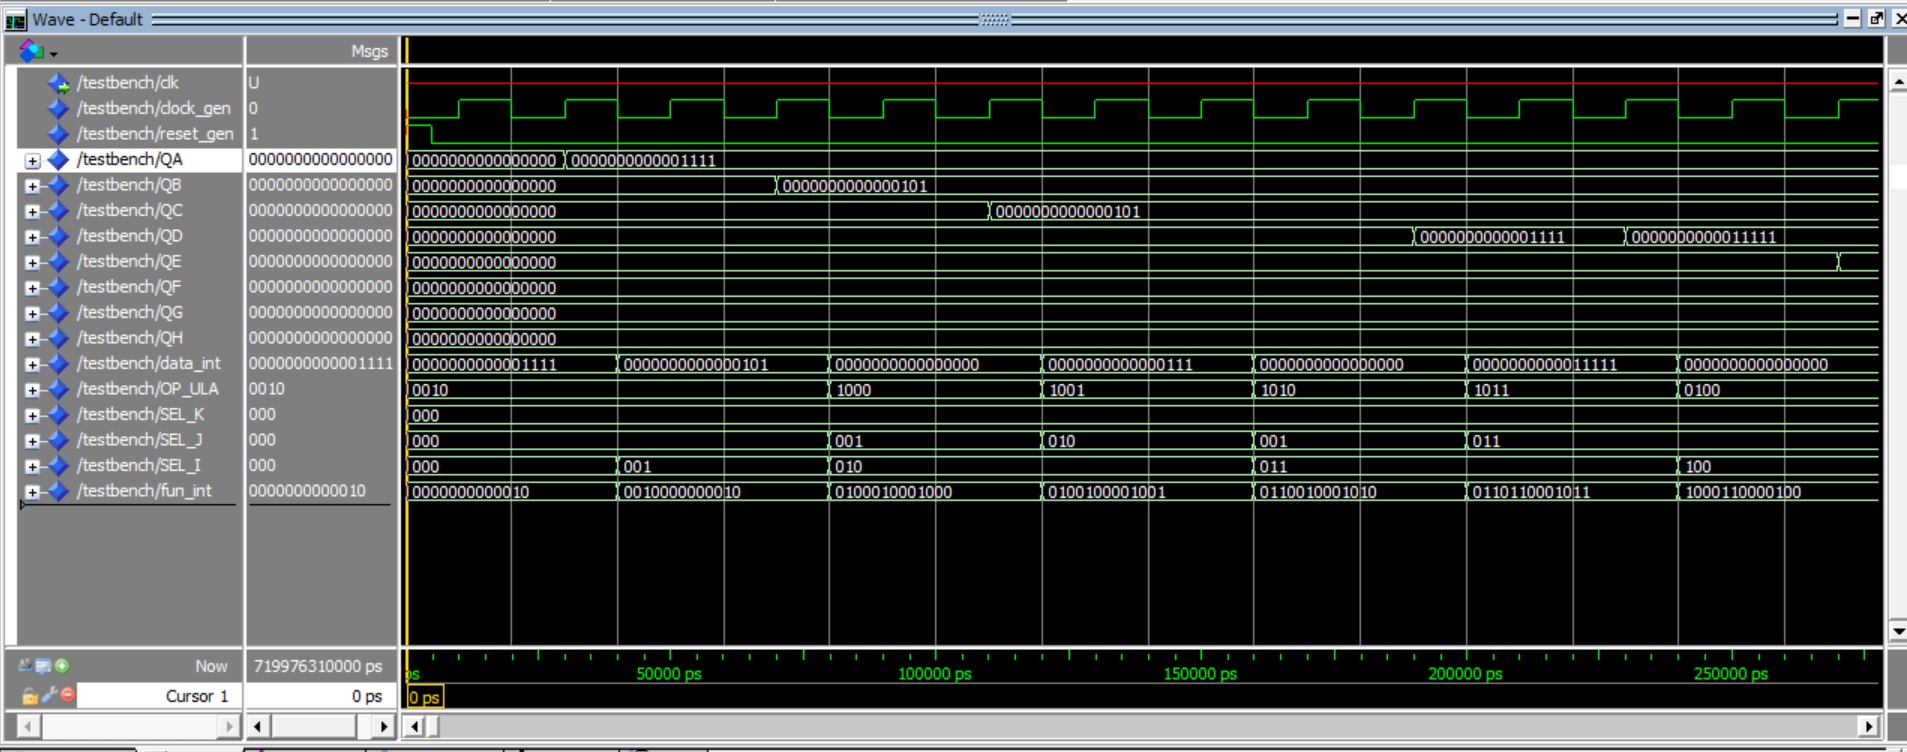 Wave - Default
Msgs
/testbench/clk U
/testbench/clock_gen 0
/testbench/reset_gen 1
/testbench/QA 0000000000000000 0000000000000000 0000000000001111
/testbench/QB 0000000000000000 0000000000000000 0000000000000101
/testbench/QC 0000000000000000 0000000000000000 0000000000000101
/testbench/QD 0000000000000000 0000000000000000 0000000000001111 0000000000011111
/testbench/QE 0000000000000000 0000000000000000
/testbench/QF 0000000000000000 0000000000000000
/testbench/QG 0000000000000000 0000000000000000
/testbench/QH 0000000000000000 0000000000000000
/testbench/data_int 0000000000001111 0000000000001111 0000000000000101 0000000000000000 0000000000000111 0000000000000000 0000000000011111 0000000000000000
/testbench/OP_ULA 0010 0010 1000 1001 1010 1011 0100
/testbench/SEL_K 000 000
/testbench/SEL_J 000 000 001 010 001 011
/testbench/SEL_I 000 000 001 010 011 100
/testbench/fun_int 0000000000010 0000000000010 0010000000010 0100010001000 0100100001001 0110010001010 0110110001011 1000110000100
Now 719976310000 ps ps 50000 ps 100000 ps 150000 ps 200000 ps 250000 ps
Cursor 1 0 ps 0 ps